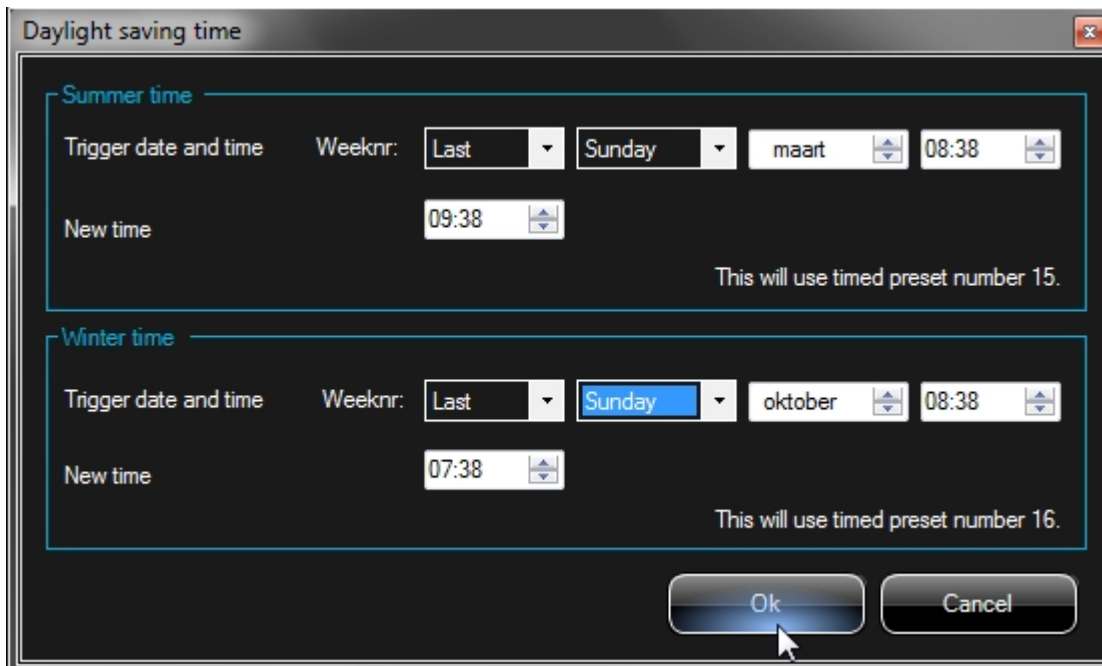 Daylight saving time
Summer time
Trigger date and time Weeknr: Last Sunday maart 08:38
New time 09:38
This will use timed preset number 15.
Winter time
Trigger date and time Weeknr: Last Sunday oktober 08:38
New time 07:38
This will use timed preset number 16.
Ok Cancel